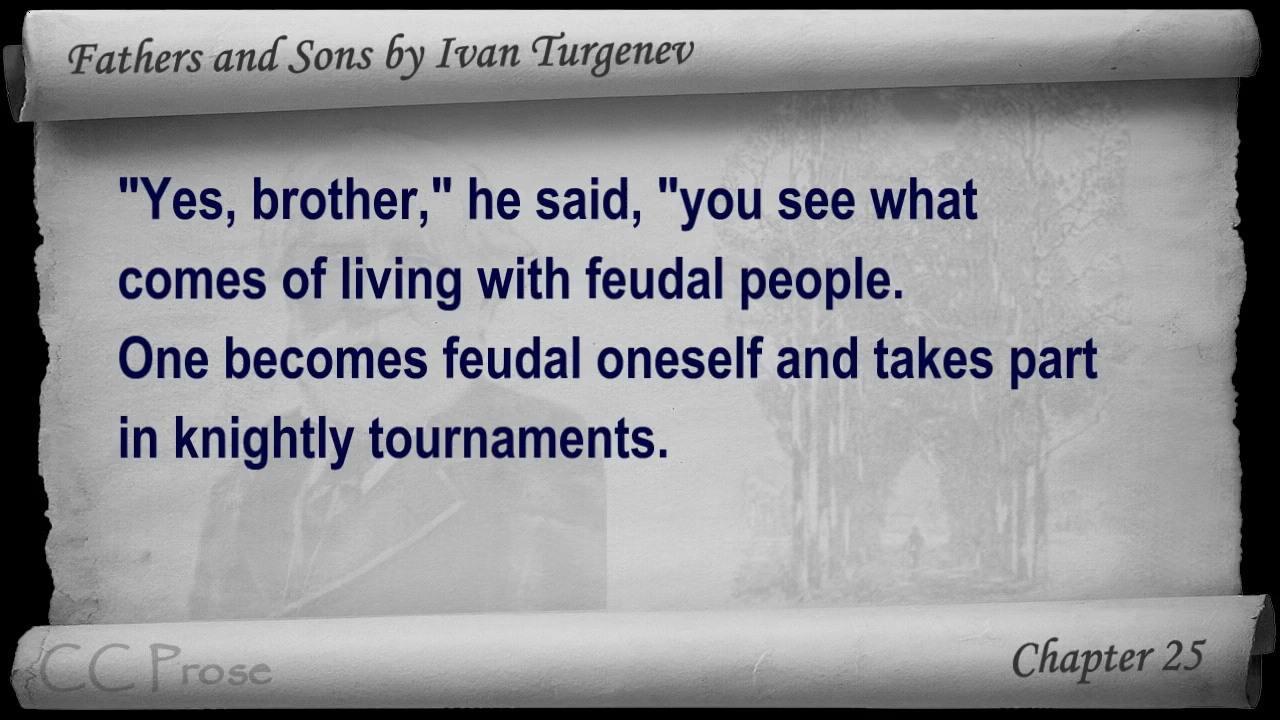 Fathers and Sons by Ivan Turgenev
"Yes, brother," he said, "you see what
comes of living with feudal people.
One becomes feudal oneself and takes part
in knightly tournaments.
CC Prose
Chapter 25